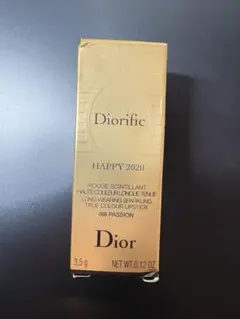 Diorific
HAPPY 2020
ROUGE SCINTILLANT
HAUTE COULEUR LONGUE TENUE
LONG-WEARING SPARKLING
TRUE COLOUR LIPSTICK
PASSION
Dior
3,5 g NET WT. 0.12 OZ